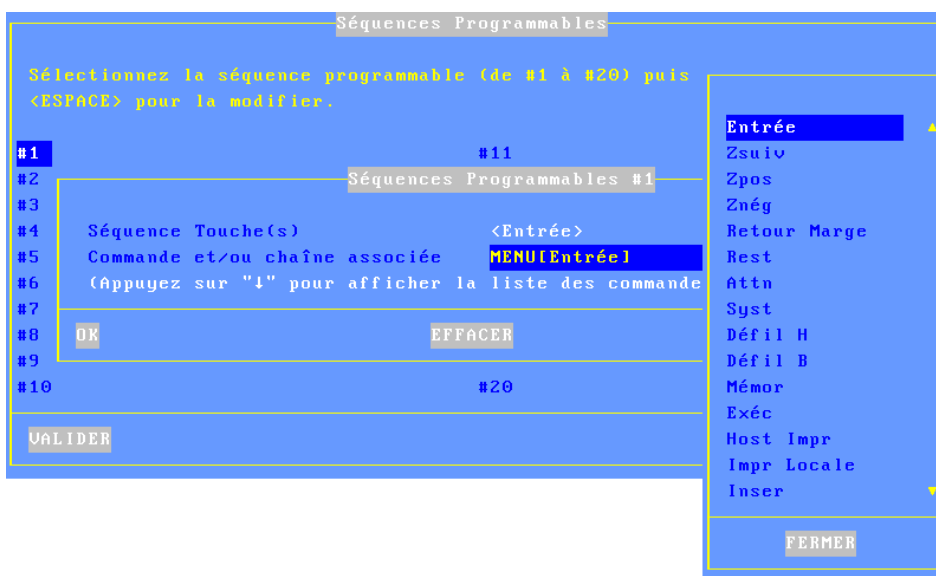 Séquences Programmables
Sélectionnez la séquence programmable (de #1 à #20) puis
<ESPACE> pour la modifier.
#1 #11
#2
#3
#4
#5
#6
#7
#8
#9
#10 #20
Séquences Programmables #1
Séquence Touche(s) <Entrée>
Commande et/ou chaîne associée MENU[Entrée]
(Appuyez sur "↓" pour afficher la liste des commande
OK EFFACER
VALIDER
Entrée
Zsuiv
Zpos
Znég
Retour Marge
Rest
Attn
Syst
Défil H
Défil B
Mémor
Exéc
Host Impr
Impr Locale
Inser
FERMER